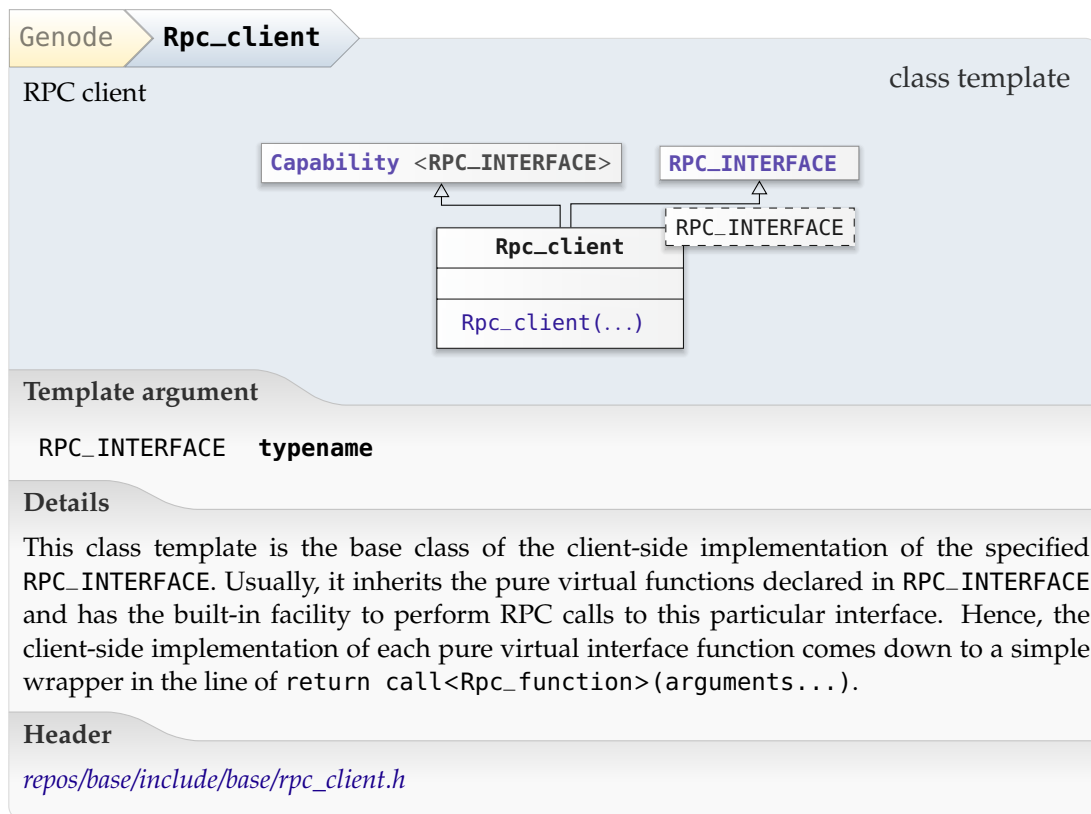 Genode Rpc_client
class template
RPC client
Capability <RPC_INTERFACE> RPC_INTERFACE
RPC_INTERFACE
Rpc_client
Rpc_client(...)
Template argument
RPC_INTERFACE typename
Details
This class template is the base class of the client-side implementation of the specified
RPC_INTERFACE. Usually, it inherits the pure virtual functions declared in RPC_INTERFACE
and has the built-in facility to perform RPC calls to this particular interface. Hence, the
client-side implementation of each pure virtual interface function comes down to a simple
wrapper in the line of return call<Rpc_function>(arguments...).
Header
repos/base/include/base/rpc_client.h